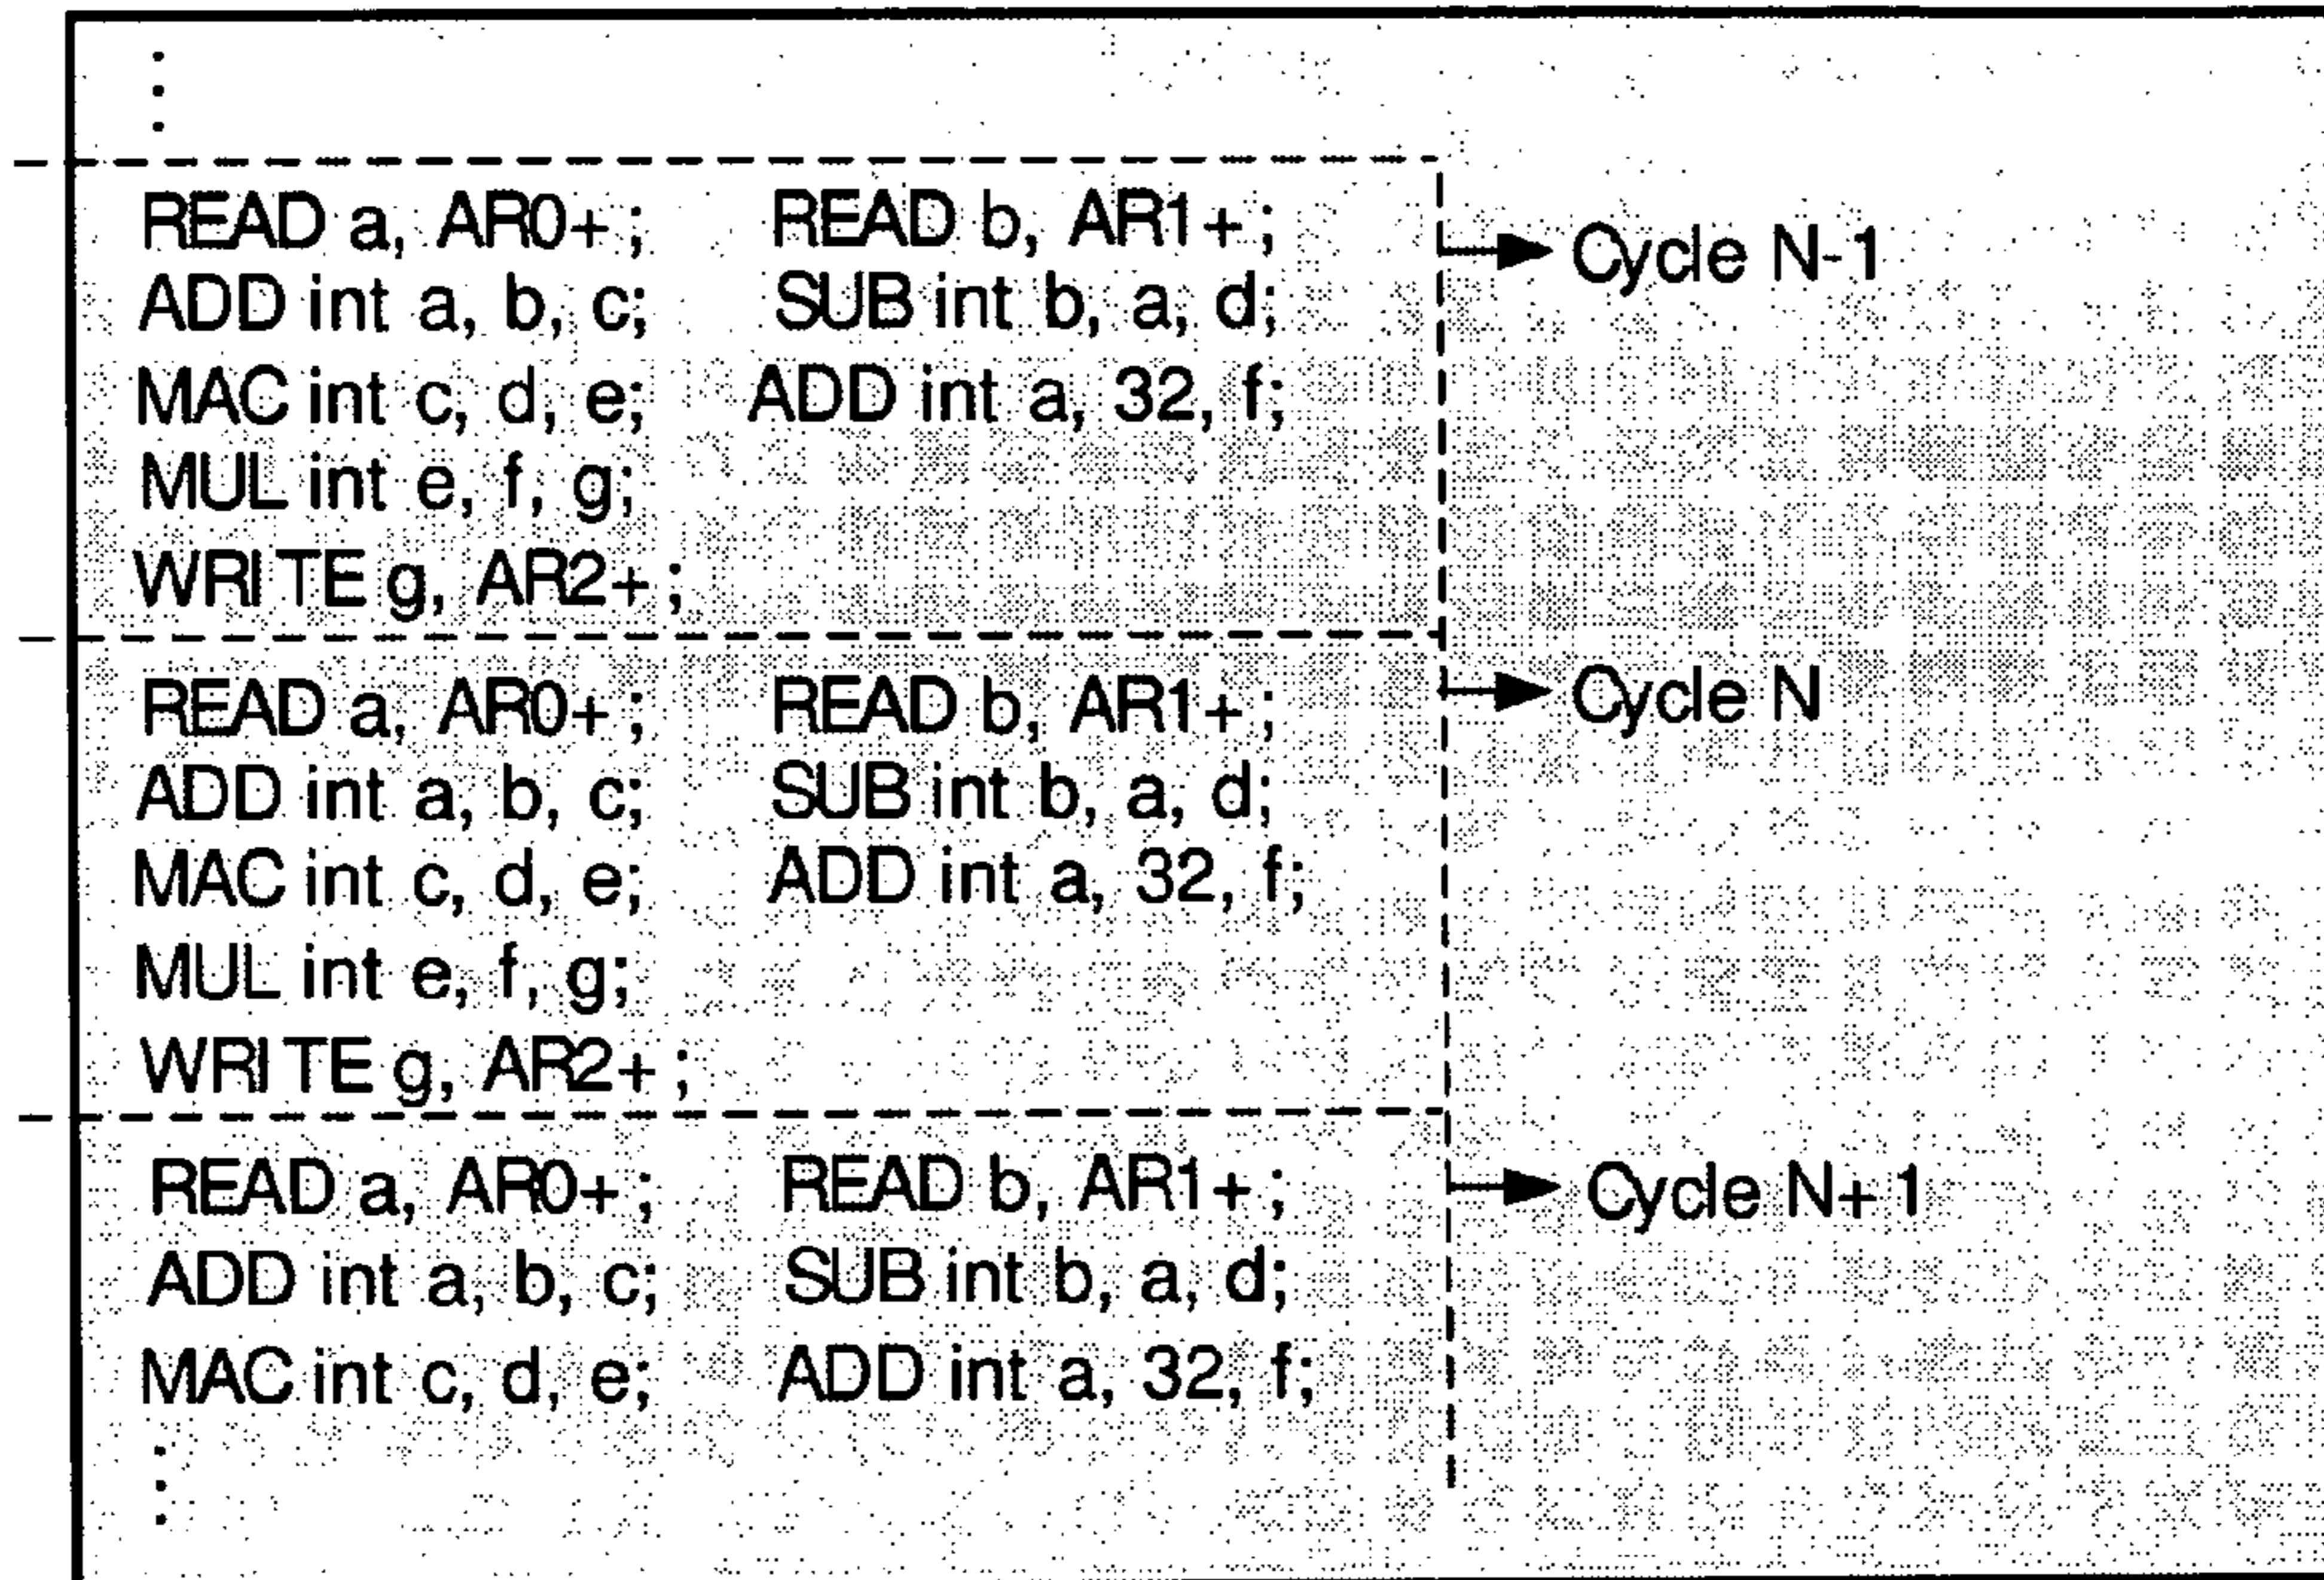 READ a, AR0+; READ b, AR1+; Cycle N-1
ADD int a, b, c; SUB int b, a, d;
MAC int c, d, e; ADD int a, 32, f;
MUL int e, f, g;
WRITE g, AR2+;
READ a, AR0+; READ b, AR1+; Cycle N
ADD int a, b, c; SUB int b, a, d;
MAC int c, d, e; ADD int a, 32, f;
MUL int e, f, g;
WRITE g, AR2+;
READ a, AR0+; READ b, AR1+; Cycle N+1
ADD int a, b, c; SUB int b, a, d;
MAC int c, d, e; ADD int a, 32, f;